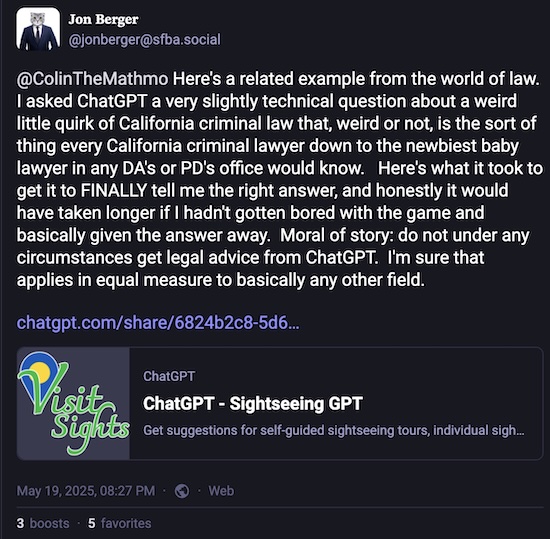 Jon Berger
@jonberger@sfba.social
@ColinTheMathmo Here's a related example from the world of law.
I asked ChatGPT a very slightly technical question about a weird
little quirk of California criminal law that, weird or not, is the sort of
thing every California criminal lawyer down to the newbiest baby
lawyer in any DA's or PD's office would know.   Here's what it took to
get it to FINALLY tell me the right answer, and honestly it would
have taken longer if I hadn't gotten bored with the game and
basically given the answer away.  Moral of story: do not under any
circumstances get legal advice from ChatGPT.  I'm sure that
applies in equal measure to basically any other field.
chatgpt.com/share/6824b2c8-5d6…
Visit
Sights
ChatGPT
ChatGPT - Sightseeing GPT
Get suggestions for self-guided sightseeing tours, individual sigh...
May 19, 2025, 08:27 PM · · Web
3 boosts · 5 favorites